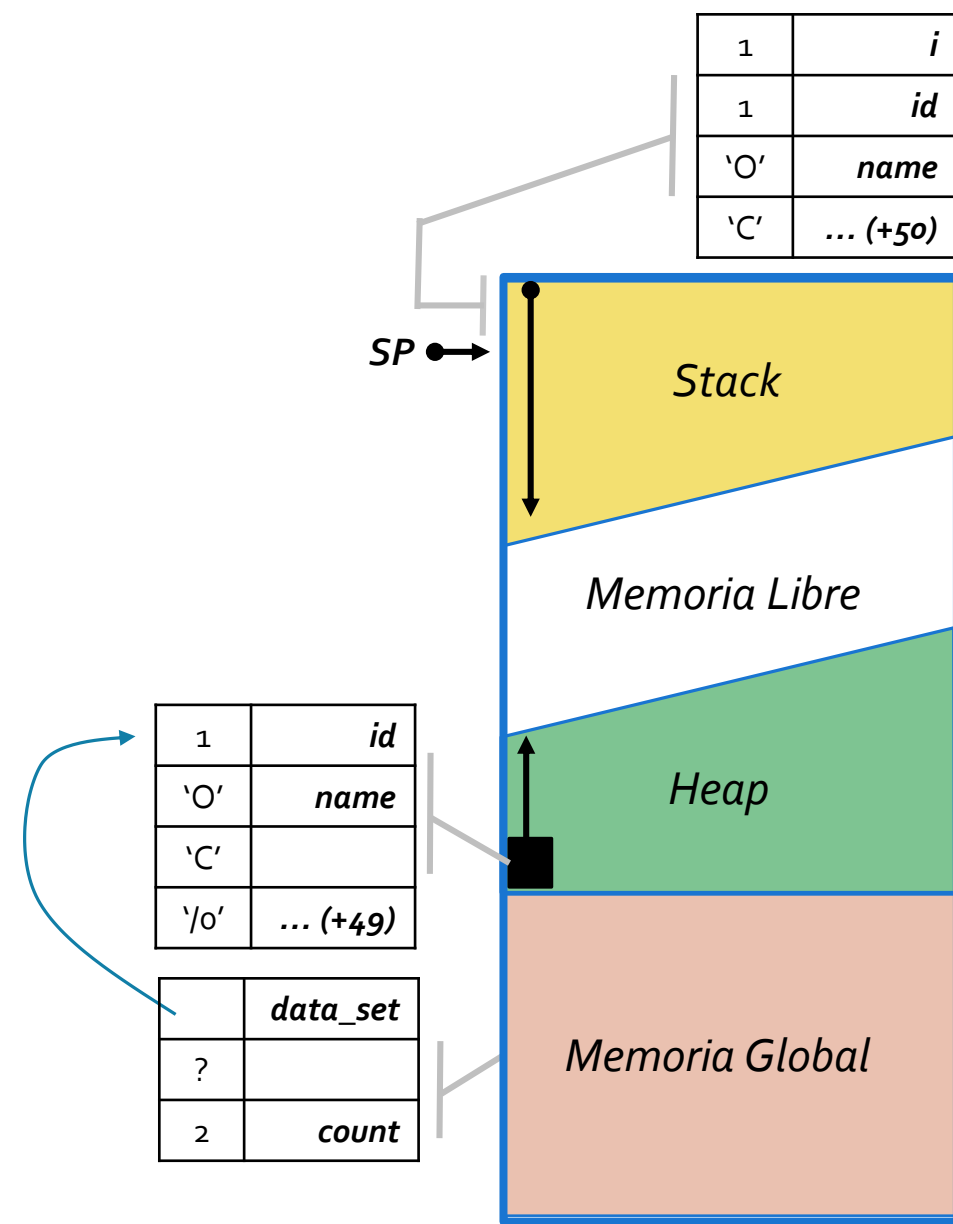 1 i
1 id
‘O’ name
‘C’ ... (+50)
SP
Stack
Memoria Libre
1 id
‘O’ name
‘C’
‘/0’ ... (+49)
Heap
data_set
?
2 count
Memoria Global